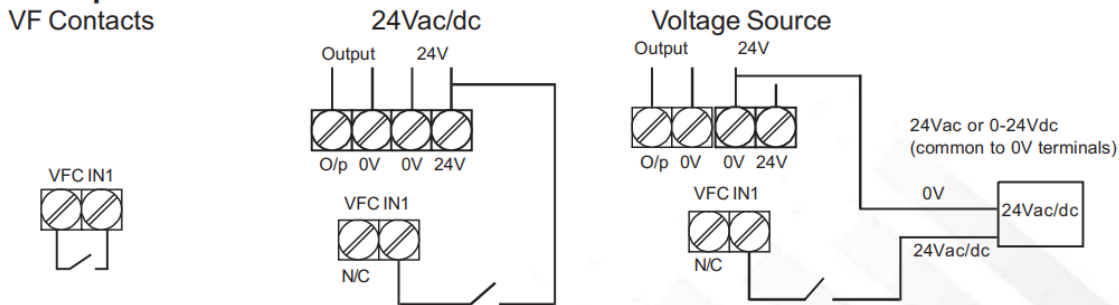 VF Contacts
VFC IN1
24Vac/dc
Output 24V
O/p 0V 0V 24V
VFC IN1
N/C
Voltage Source
Output 24V
O/p 0V 0V 24V
VFC IN1
N/C
24Vac or 0-24Vdc
(common to 0V terminals)
0V
24Vac/dc
24Vac/dc